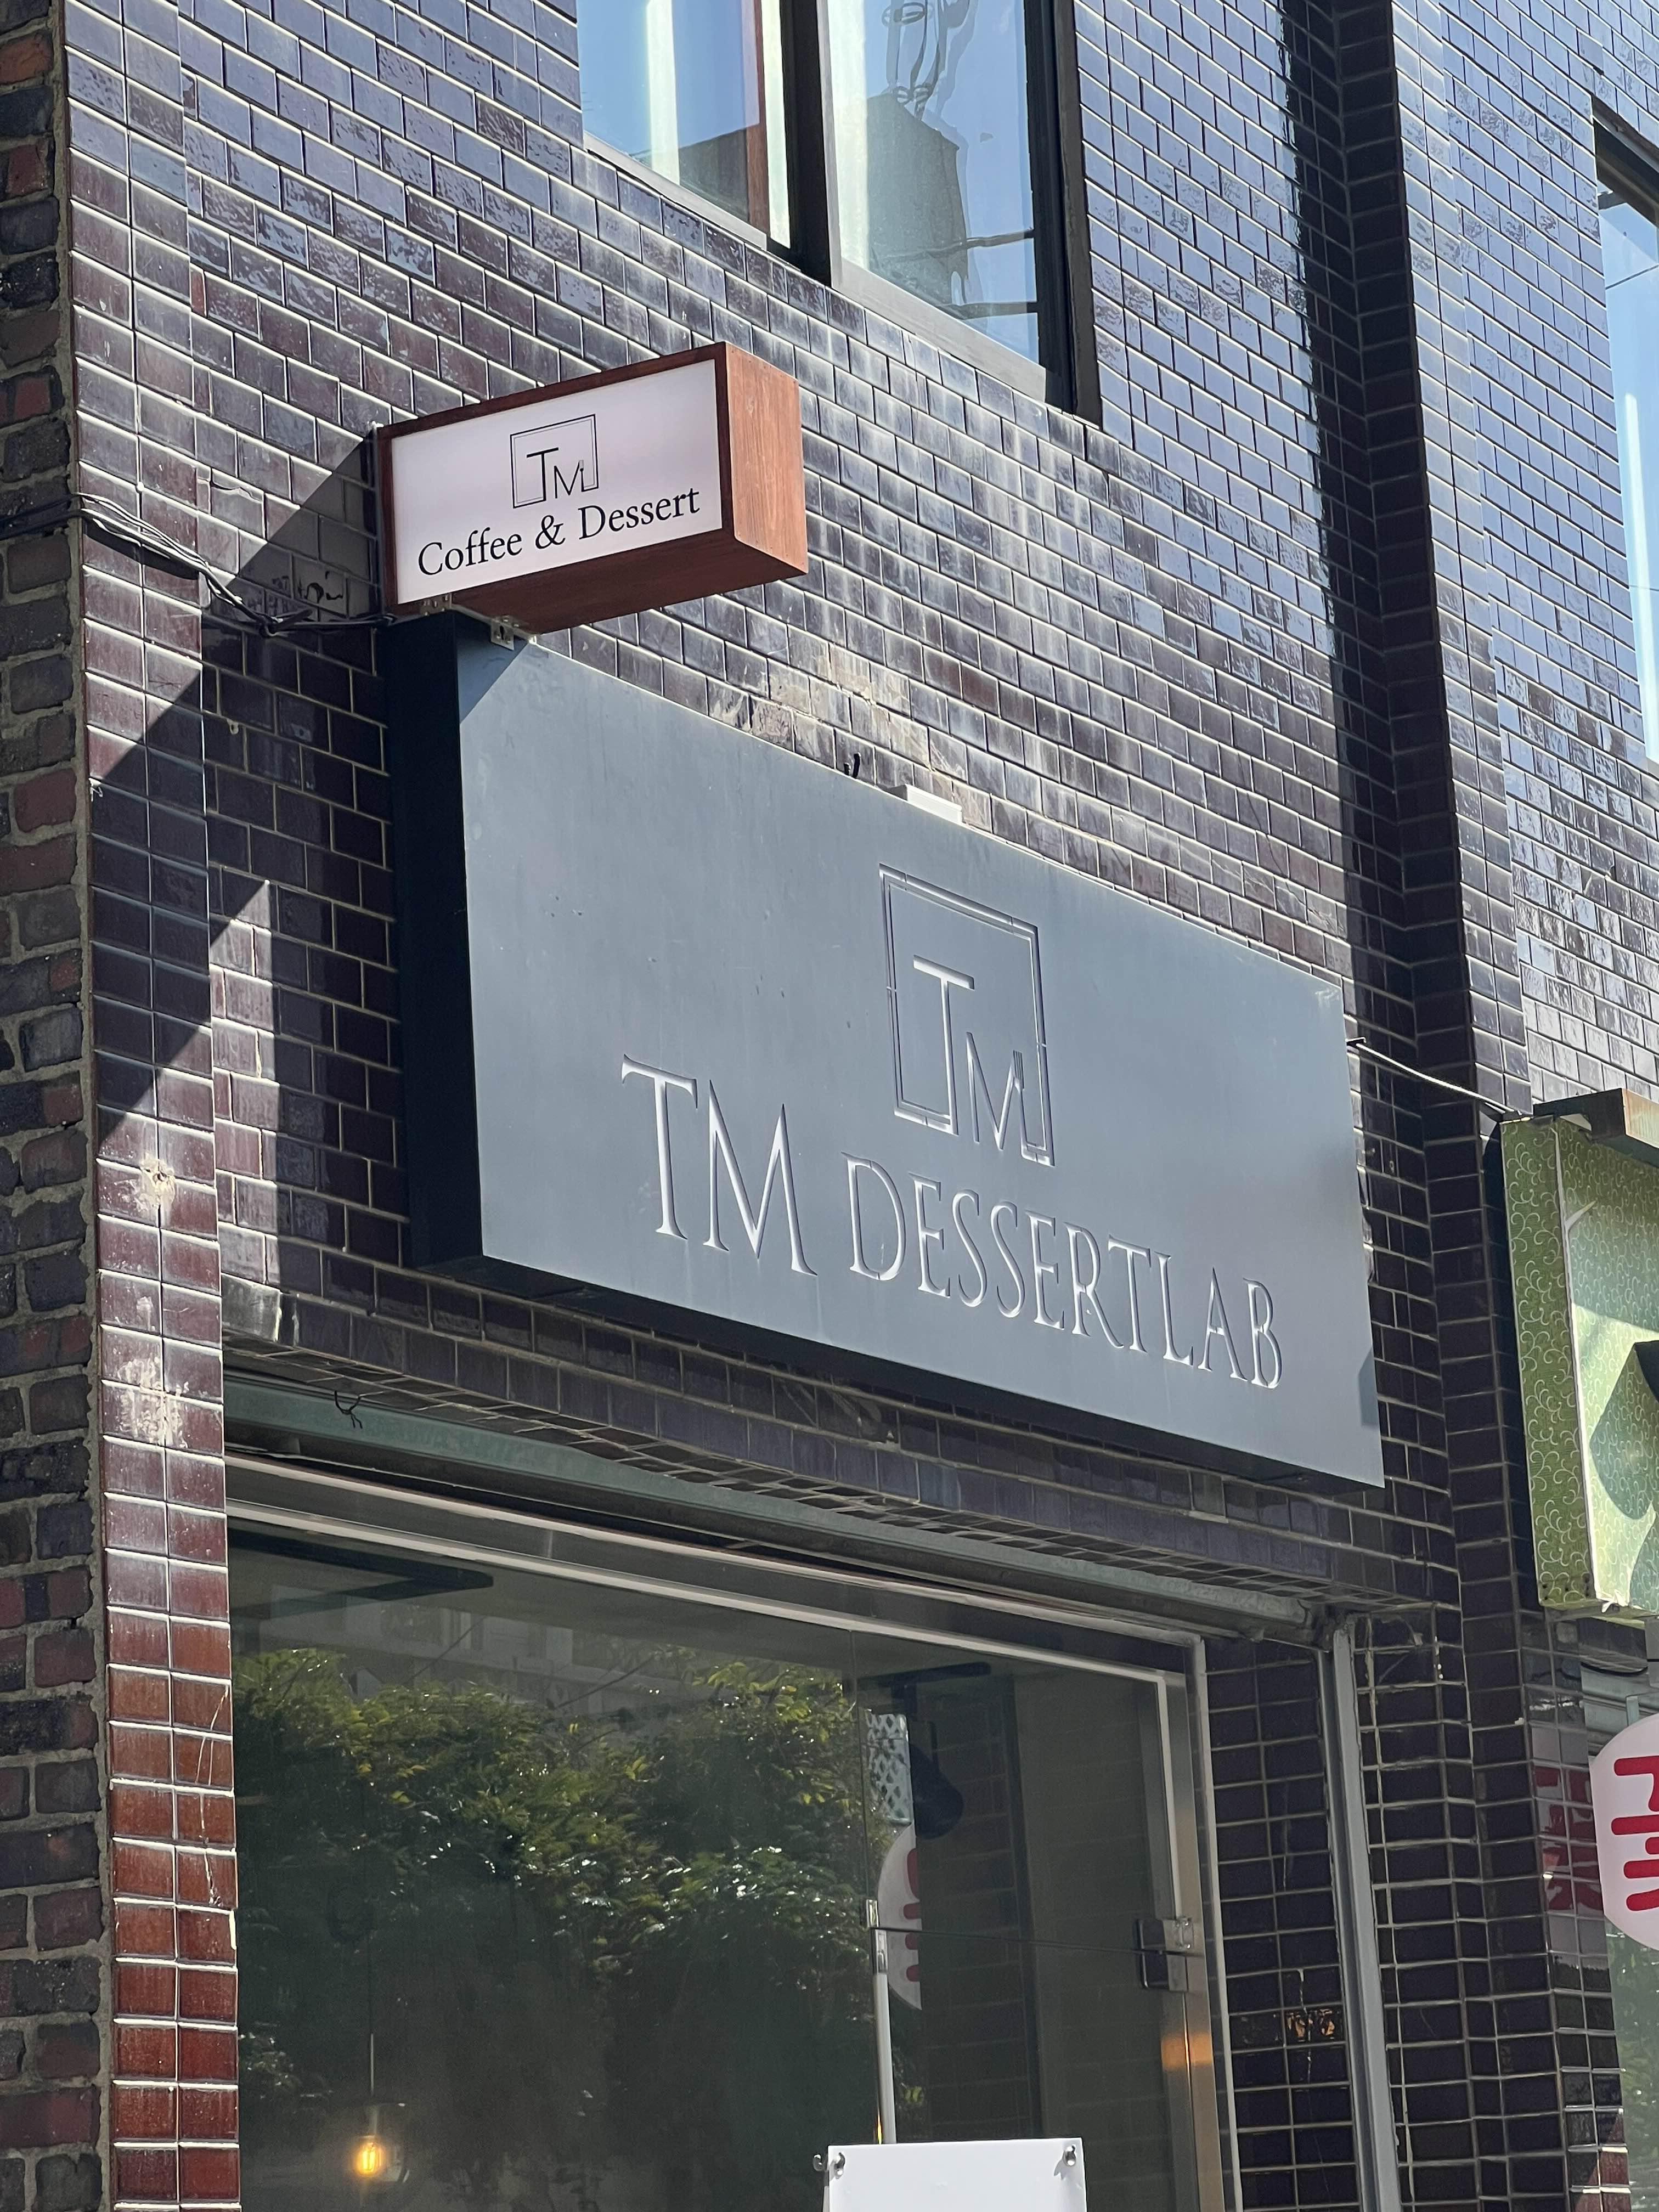 TM
Coffee & Dessert
TM
TM DESSERTLAB